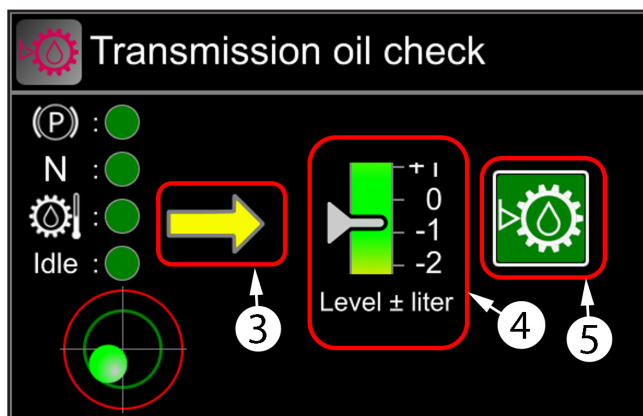 Transmission oil check
(P) :
N :
:
Idle :
+1
0
-1
-2
Level ± liter
3
4
5